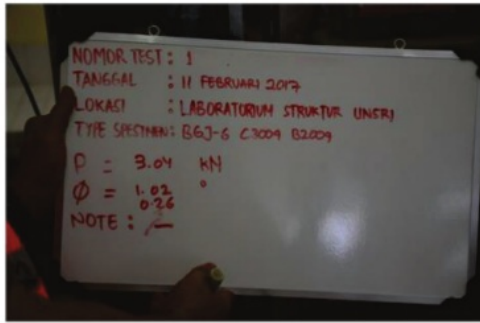 NOMOR TEST : 1
TANGGAL : 11 FEBRUARI 2017
LOKASI : LABORATORIUM STRUKTUR UNSRI
TYPE SPESIMEN : BGJ-6 C3009 B2009
P = 3.04 kN
Ø = 1.02 °
0.26
NOTE : –